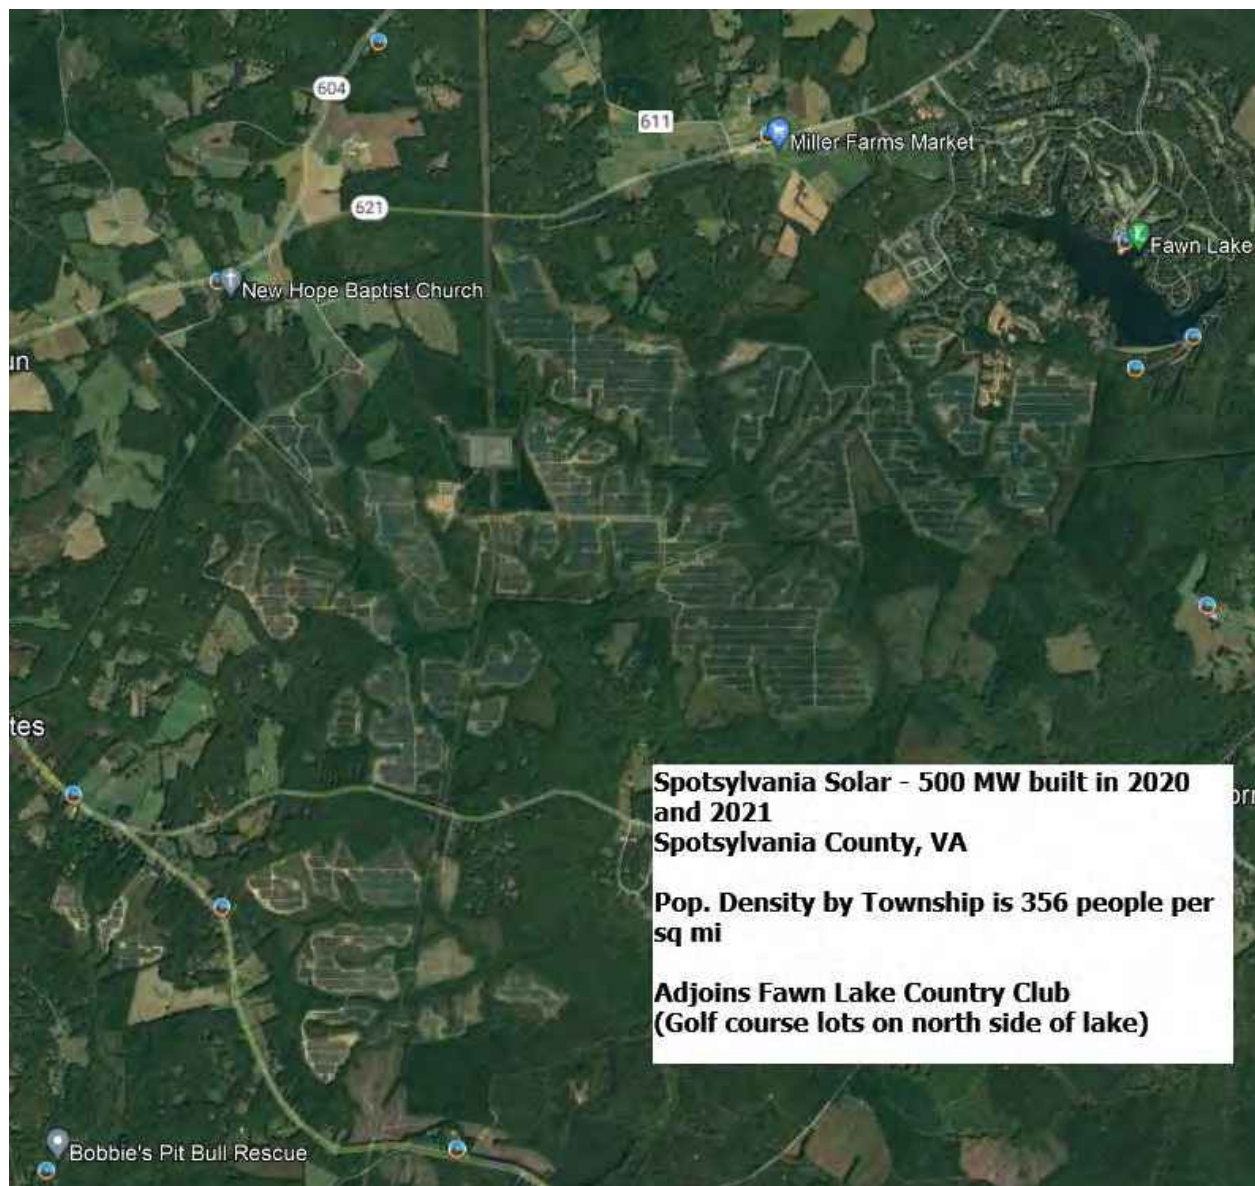 604
611
Miller Farms Market
621
Fawn Lake
New Hope Baptist Church
un
tes
Spotsylvania Solar - 500 MW built in 2020
and 2021
Spotsylvania County, VA
Pop. Density by Township is 356 people per
sq mi
Adjoins Fawn Lake Country Club
(Golf course lots on north side of lake)
Bobbie's Pit Bull Rescue